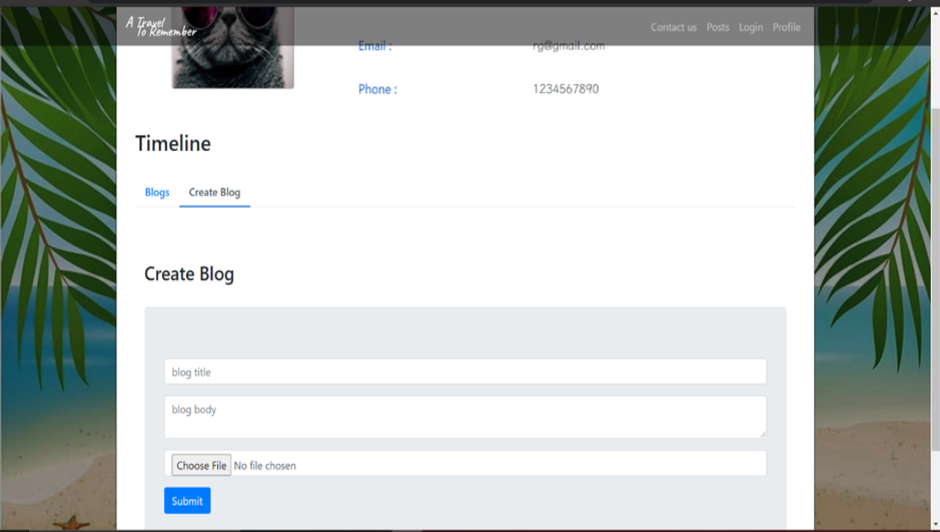 A Travel
To Remember
Contact us Posts Login Profile
Email : rg@gmail.com
Phone : 1234567890
Timeline
Blogs Create Blog
Create Blog
blog title
blog body
Choose File No file chosen
Submit